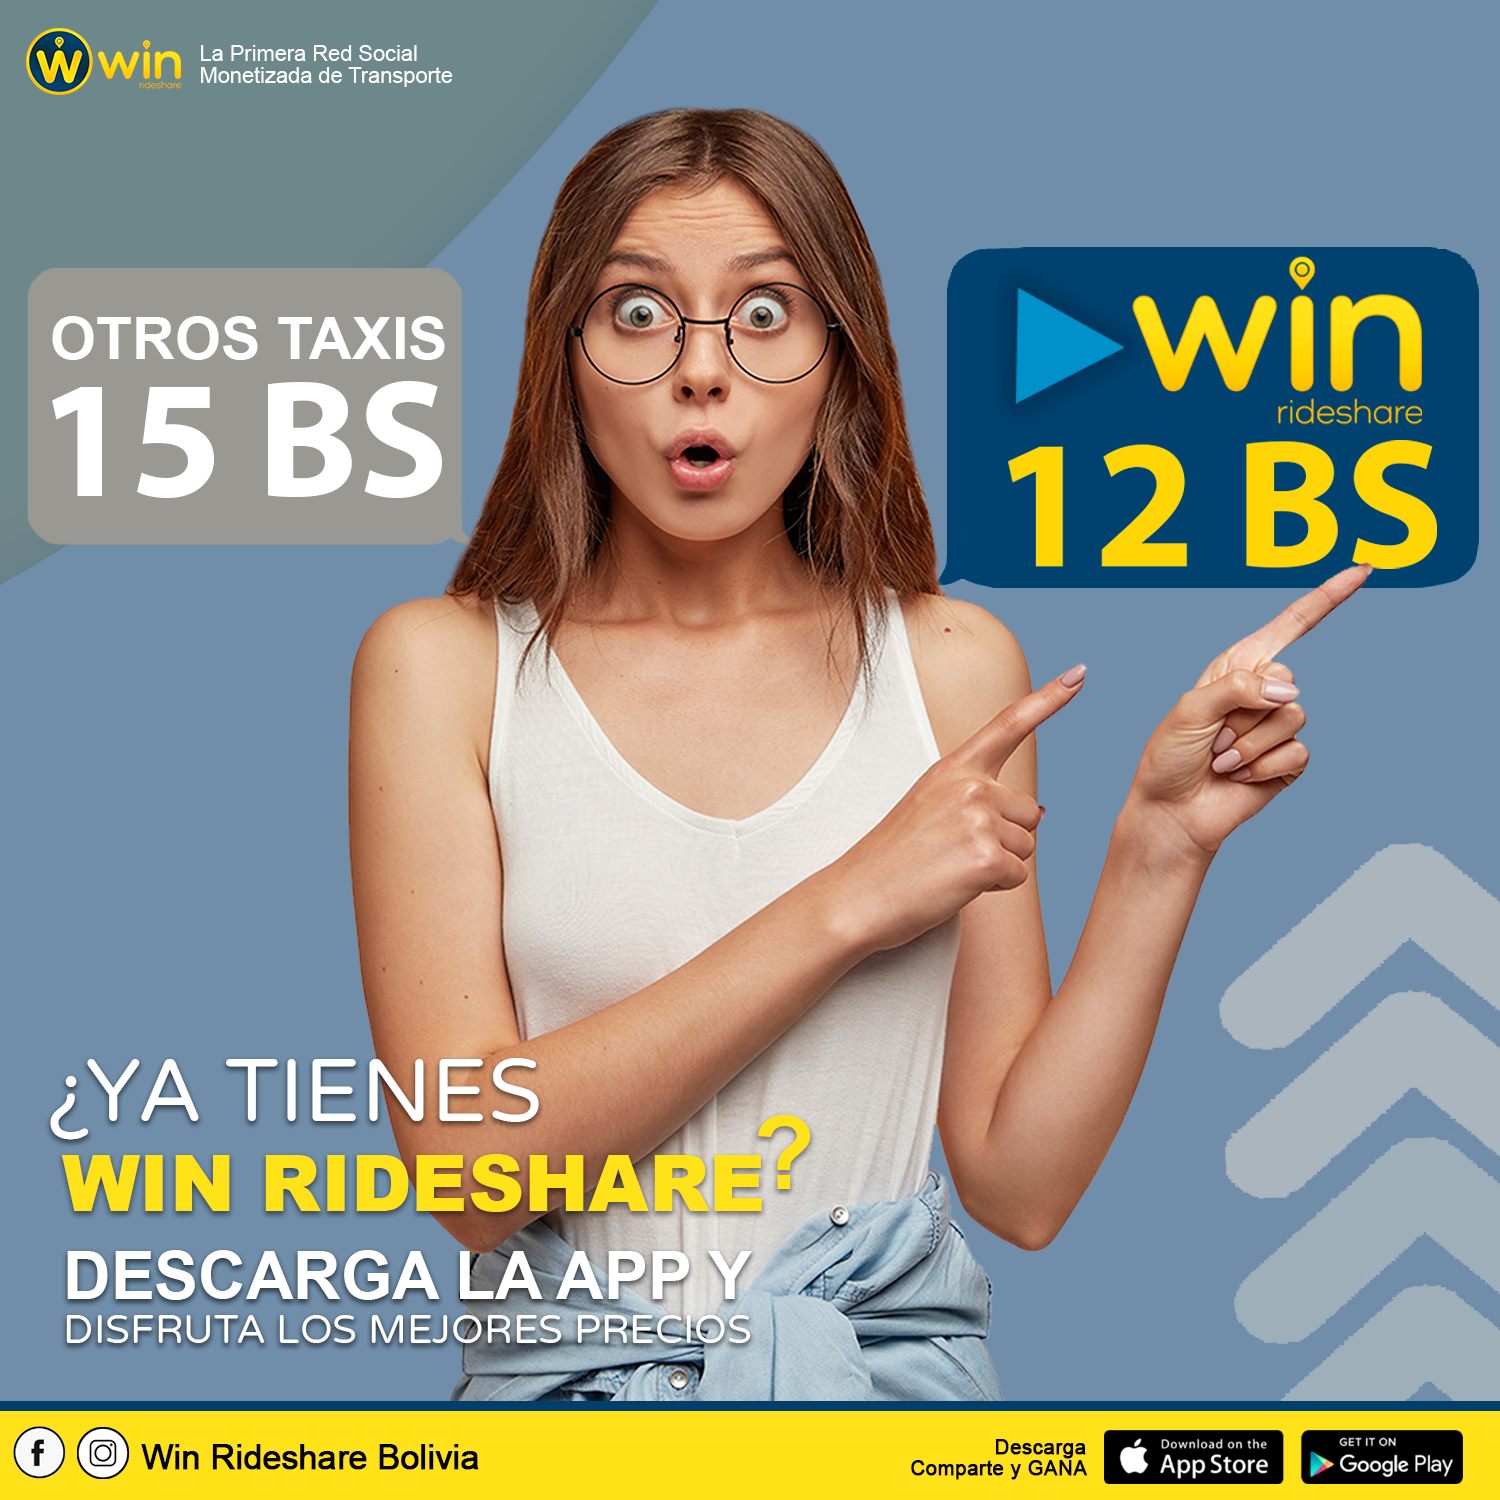 W win
rideshare
La Primera Red Social
Monetizada de Transporte
OTROS TAXIS
15 BS
win
rideshare
12 BS
¿YA TIENES
WIN RIDESHARE?
DESCARGA LA APP Y
DISFRUTA LOS MEJORES PRECIOS
f Win Rideshare Bolivia
Descarga
Comparte y GANA
Download on the
App Store
GET IT ON
Google Play